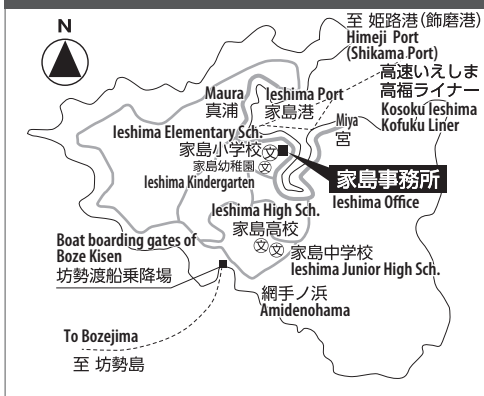 N
至 姫路港(飾磨港)
Himeji Port
(Shikama Port)
高速いえしま
高福ライナー
Kosoku Ieshima
Kofuku Liner
Maura
真浦
Ieshima Port
家島港
Miya
宮
Ieshima Elementary Sch.
家島小学校
文
家島幼稚園
文
Ieshima Kindergarten
家島事務所
Ieshima Office
Ieshima High Sch.
家島高校
文文
家島中学校
Ieshima Junior High Sch.
Boat boarding gates of
Boze Kisen
坊勢渡船乗降場
網手ノ浜
Amidenohama
To Bozejima
至 坊勢島